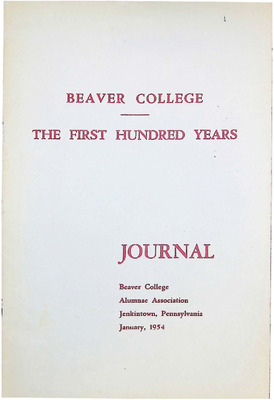 BEAVER COLLEGE
THE FIRST HUNDRED YEARS
JOURNAL
Beaver College
Alumnae Association
Jenkintown, Pennsylvania
January, 1954